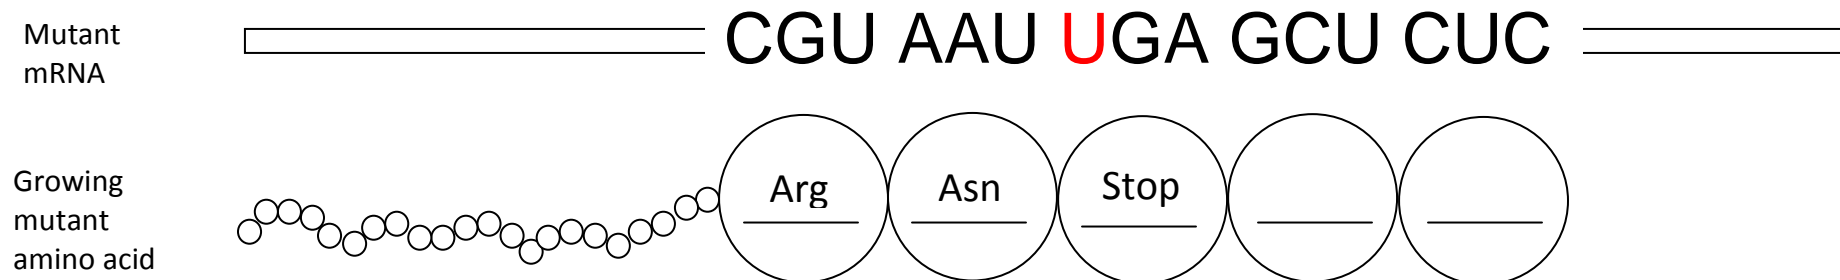 Mutant
mRNA
CGU AAU UGA GCU CUC
Growing
mutant
amino acid
Arg Asn Stop